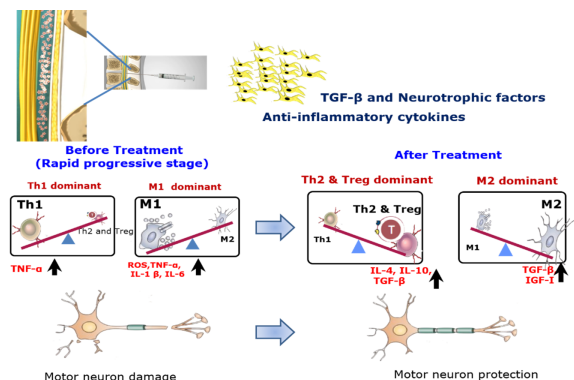 TGF-β and Neurotrophic factors
Anti-inflammatory cytokines
Before Treatment
(Rapid progressive stage)
After Treatment
Th1 dominant
M1 dominant
Th2 & Treg dominant
M2 dominant
Th1
Th2 and Treg
M1
M2
Th2 & Treg
T
Th1
M1
M2
TNF-α
ROS,TNF-α,
IL-1 β, IL-6
IL-4, IL-10,
TGF-β
TGF-β,
IGF-I
Motor neuron damage
Motor neuron protection